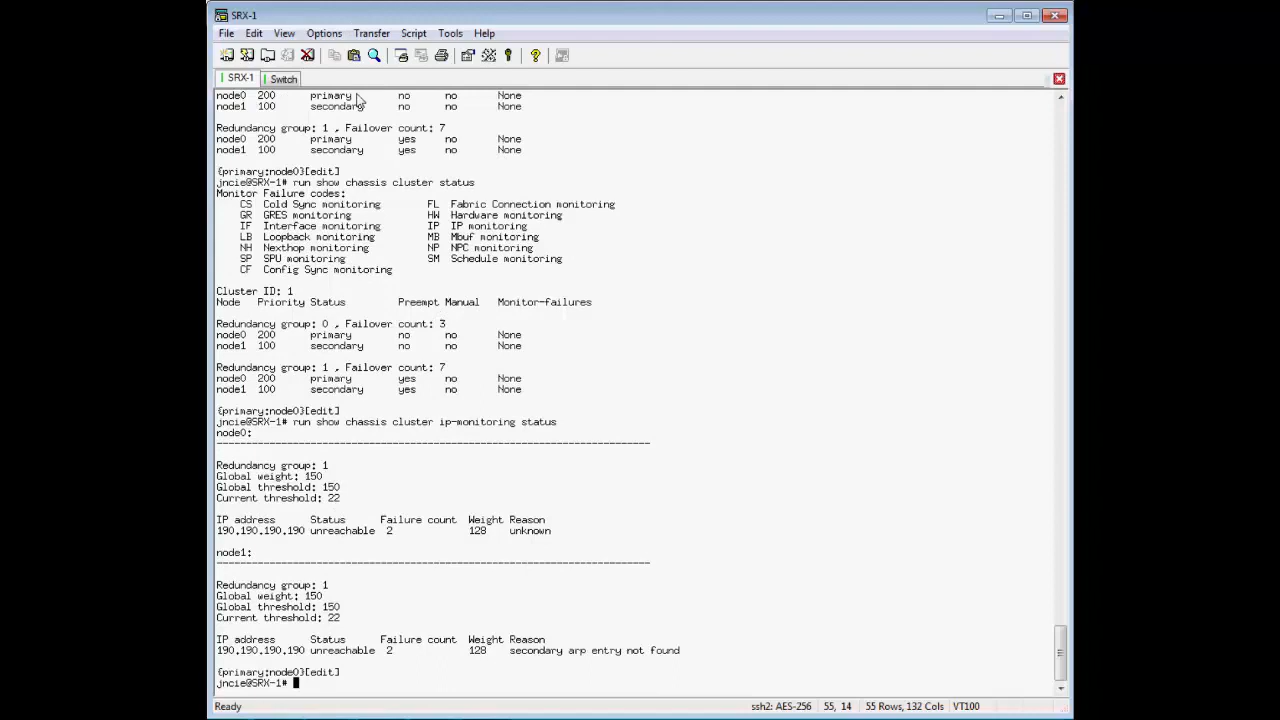 SRX-1
File Edit View Options Transfer Script Tools Help
SRX-1 Switch
node0 200 primary no no None
node1 100 secondary no no None
Redundancy group: 1 , Failover count: 7
node0 200 primary yes no None
node1 100 secondary yes no None
{primary:node0}[edit]
jncie@SRX-1# run show chassis cluster status
Monitor Failure codes:
CS Cold Sync monitoring FL Fabric Connection monitoring
GR GRES monitoring HW Hardware monitoring
IF Interface monitoring IP IP monitoring
LB Loopback monitoring MB Mbuf monitoring
NH Nexthop monitoring NP NPC monitoring
SP SPU monitoring SM Schedule monitoring
CF Config Sync monitoring
Cluster ID: 1
Node Priority Status Preempt Manual Monitor-failures
Redundancy group: 0 , Failover count: 3
node0 200 primary no no None
node1 100 secondary no no None
Redundancy group: 1 , Failover count: 7
node0 200 primary yes no None
node1 100 secondary yes no None
{primary:node0}[edit]
jncie@SRX-1# run show chassis cluster ip-monitoring status
node0:
--------------------------------------------------------------------------
Redundancy group: 1
Global weight: 150
Global threshold: 150
Current threshold: 22
IP address Status Failure count Weight Reason
190.190.190.190 unreachable 2 128 unknown
node1:
--------------------------------------------------------------------------
Redundancy group: 1
Global weight: 150
Global threshold: 150
Current threshold: 22
IP address Status Failure count Weight Reason
190.190.190.190 unreachable 2 128 secondary arp entry not found
{primary:node0}[edit]
jncie@SRX-1#
Ready ssh2: AES-256 55, 14 55 Rows, 132 Cols VT100